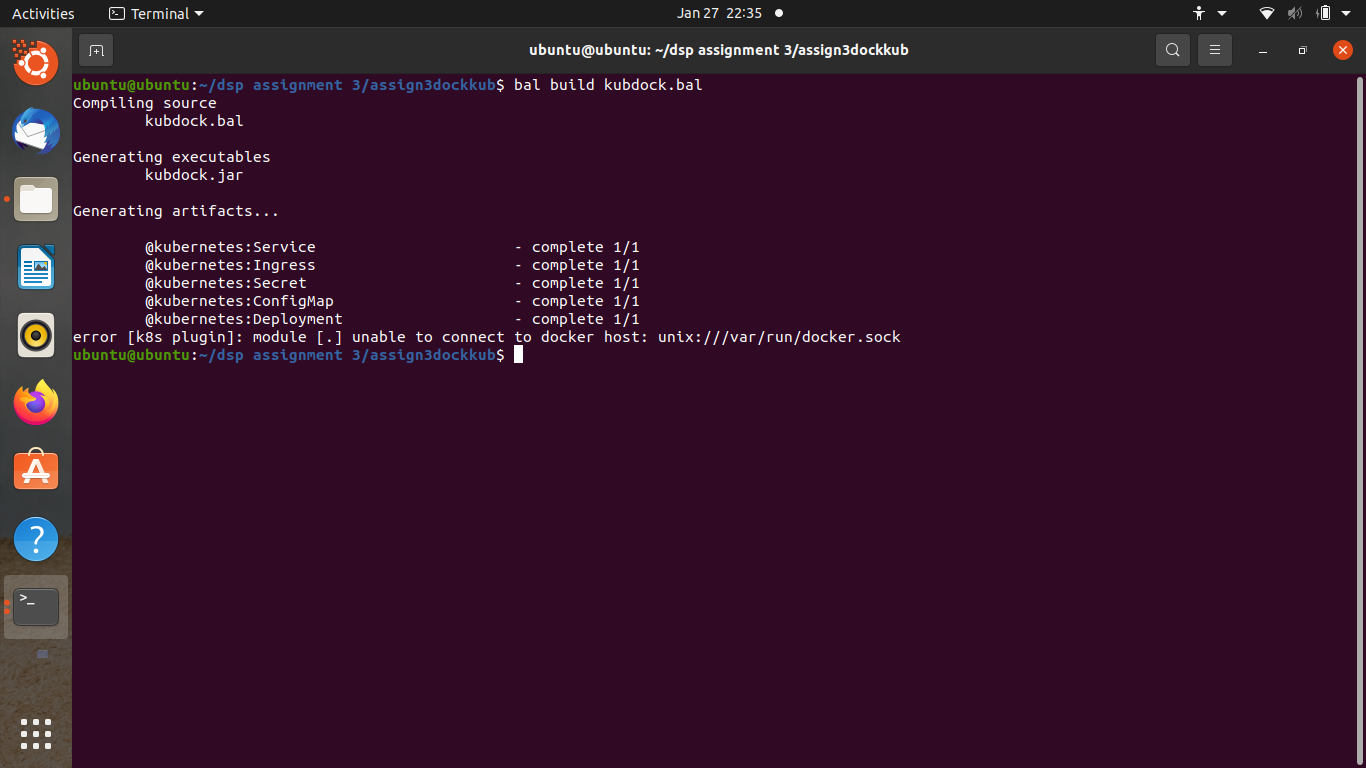 Activities Terminal Jan 27 22:35
ubuntu@ubuntu: ~/dsp assignment 3/assign3dockkub
ubuntu@ubuntu:~/dsp assignment 3/assign3dockkub$ bal build kubdock.bal
Compiling source
kubdock.bal
Generating executables
kubdock.jar
Generating artifacts...
@kubernetes:Service - complete 1/1
@kubernetes:Ingress - complete 1/1
@kubernetes:Secret - complete 1/1
@kubernetes:ConfigMap - complete 1/1
@kubernetes:Deployment - complete 1/1
error [k8s plugin]: module [.] unable to connect to docker host: unix:///var/run/docker.sock
ubuntu@ubuntu:~/dsp assignment 3/assign3dockkub$